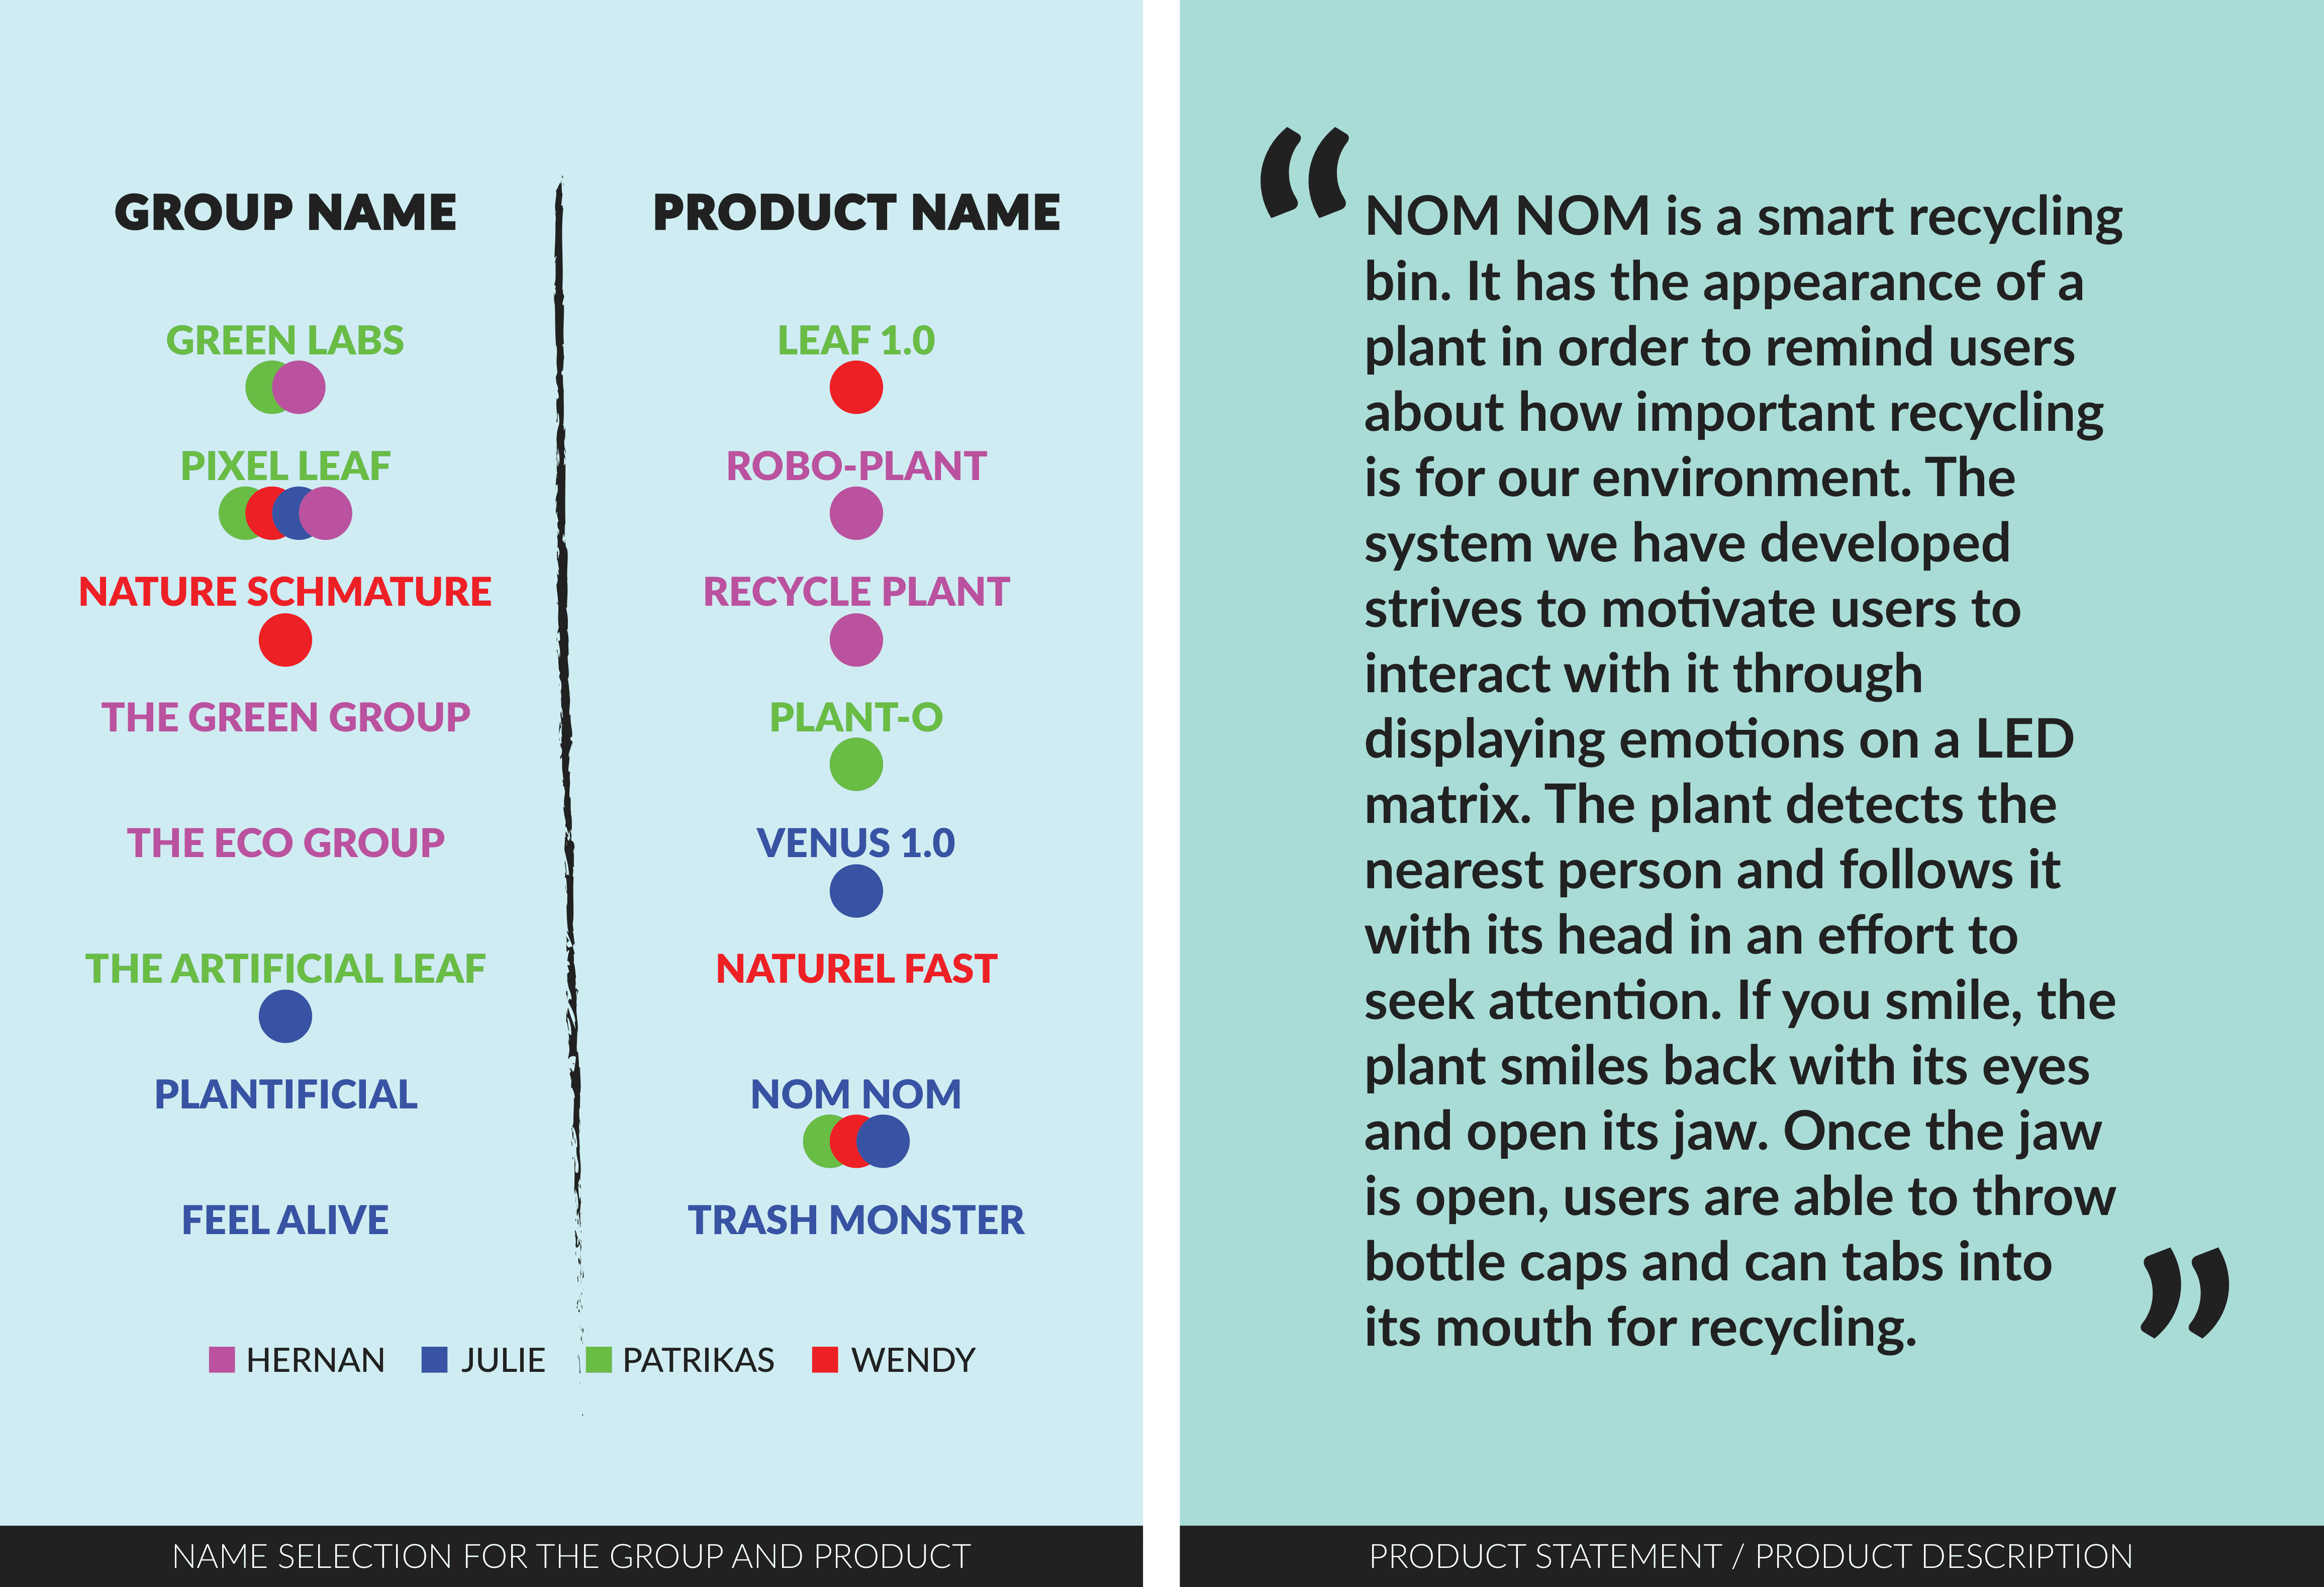 GROUP NAME
GREEN LABS
PIXEL LEAF
NATURE SCHMATURE
THE GREEN GROUP
THE ECO GROUP
THE ARTIFICIAL LEAF
PLANTIFICIAL
FEEL ALIVE
PRODUCT NAME
LEAF 1.0
ROBO-PLANT
RECYCLE PLANT
PLANT-O
VENUS 1.0
NATUREL FAST
NOM NOM
TRASH MONSTER
HERNAN JULIE PATRIKAS WENDY
NAME SELECTION FOR THE GROUP AND PRODUCT
“NOM NOM is a smart recycling
bin. It has the appearance of a
plant in order to remind users
about how important recycling
is for our environment. The
system we have developed
strives to motivate users to
interact with it through
displaying emotions on a LED
matrix. The plant detects the
nearest person and follows it
with its head in an effort to
seek attention. If you smile, the
plant smiles back with its eyes
and open its jaw. Once the jaw
is open, users are able to throw
bottle caps and can tabs into
its mouth for recycling.”
PRODUCT STATEMENT / PRODUCT DESCRIPTION